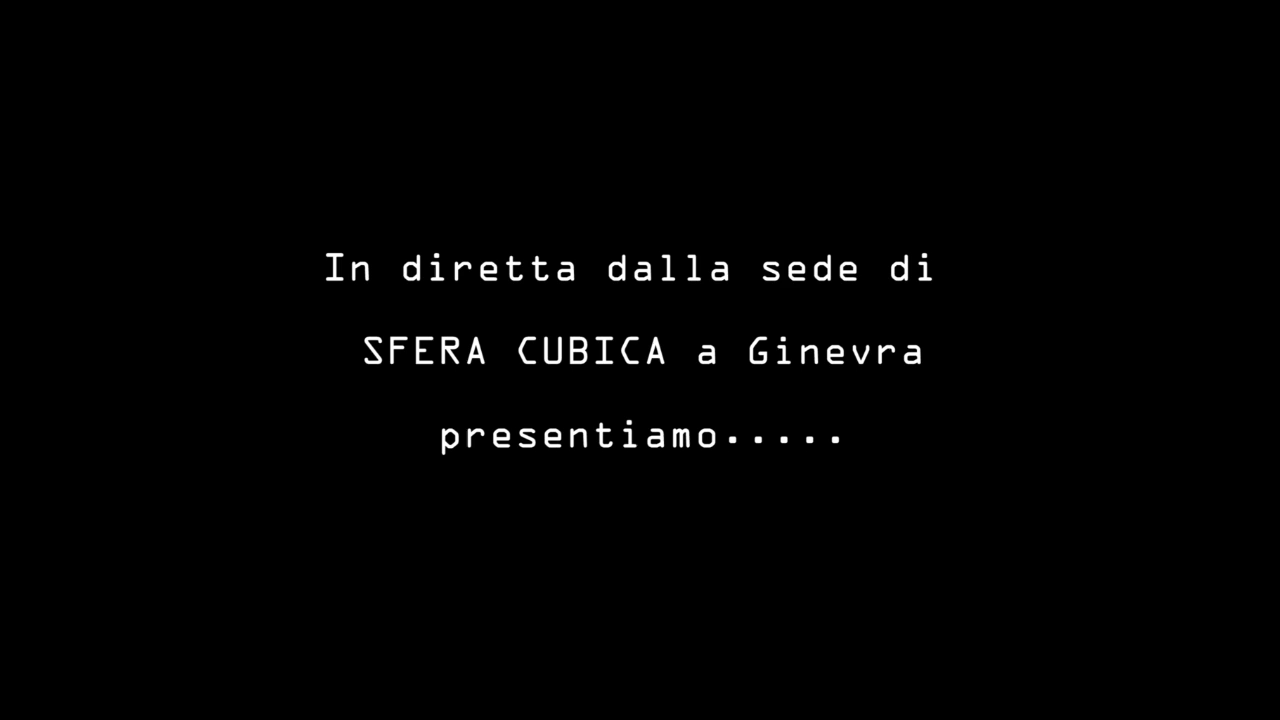 In diretta dalla sede di
SFERA CUBICA a Ginevra
presentiamo.....